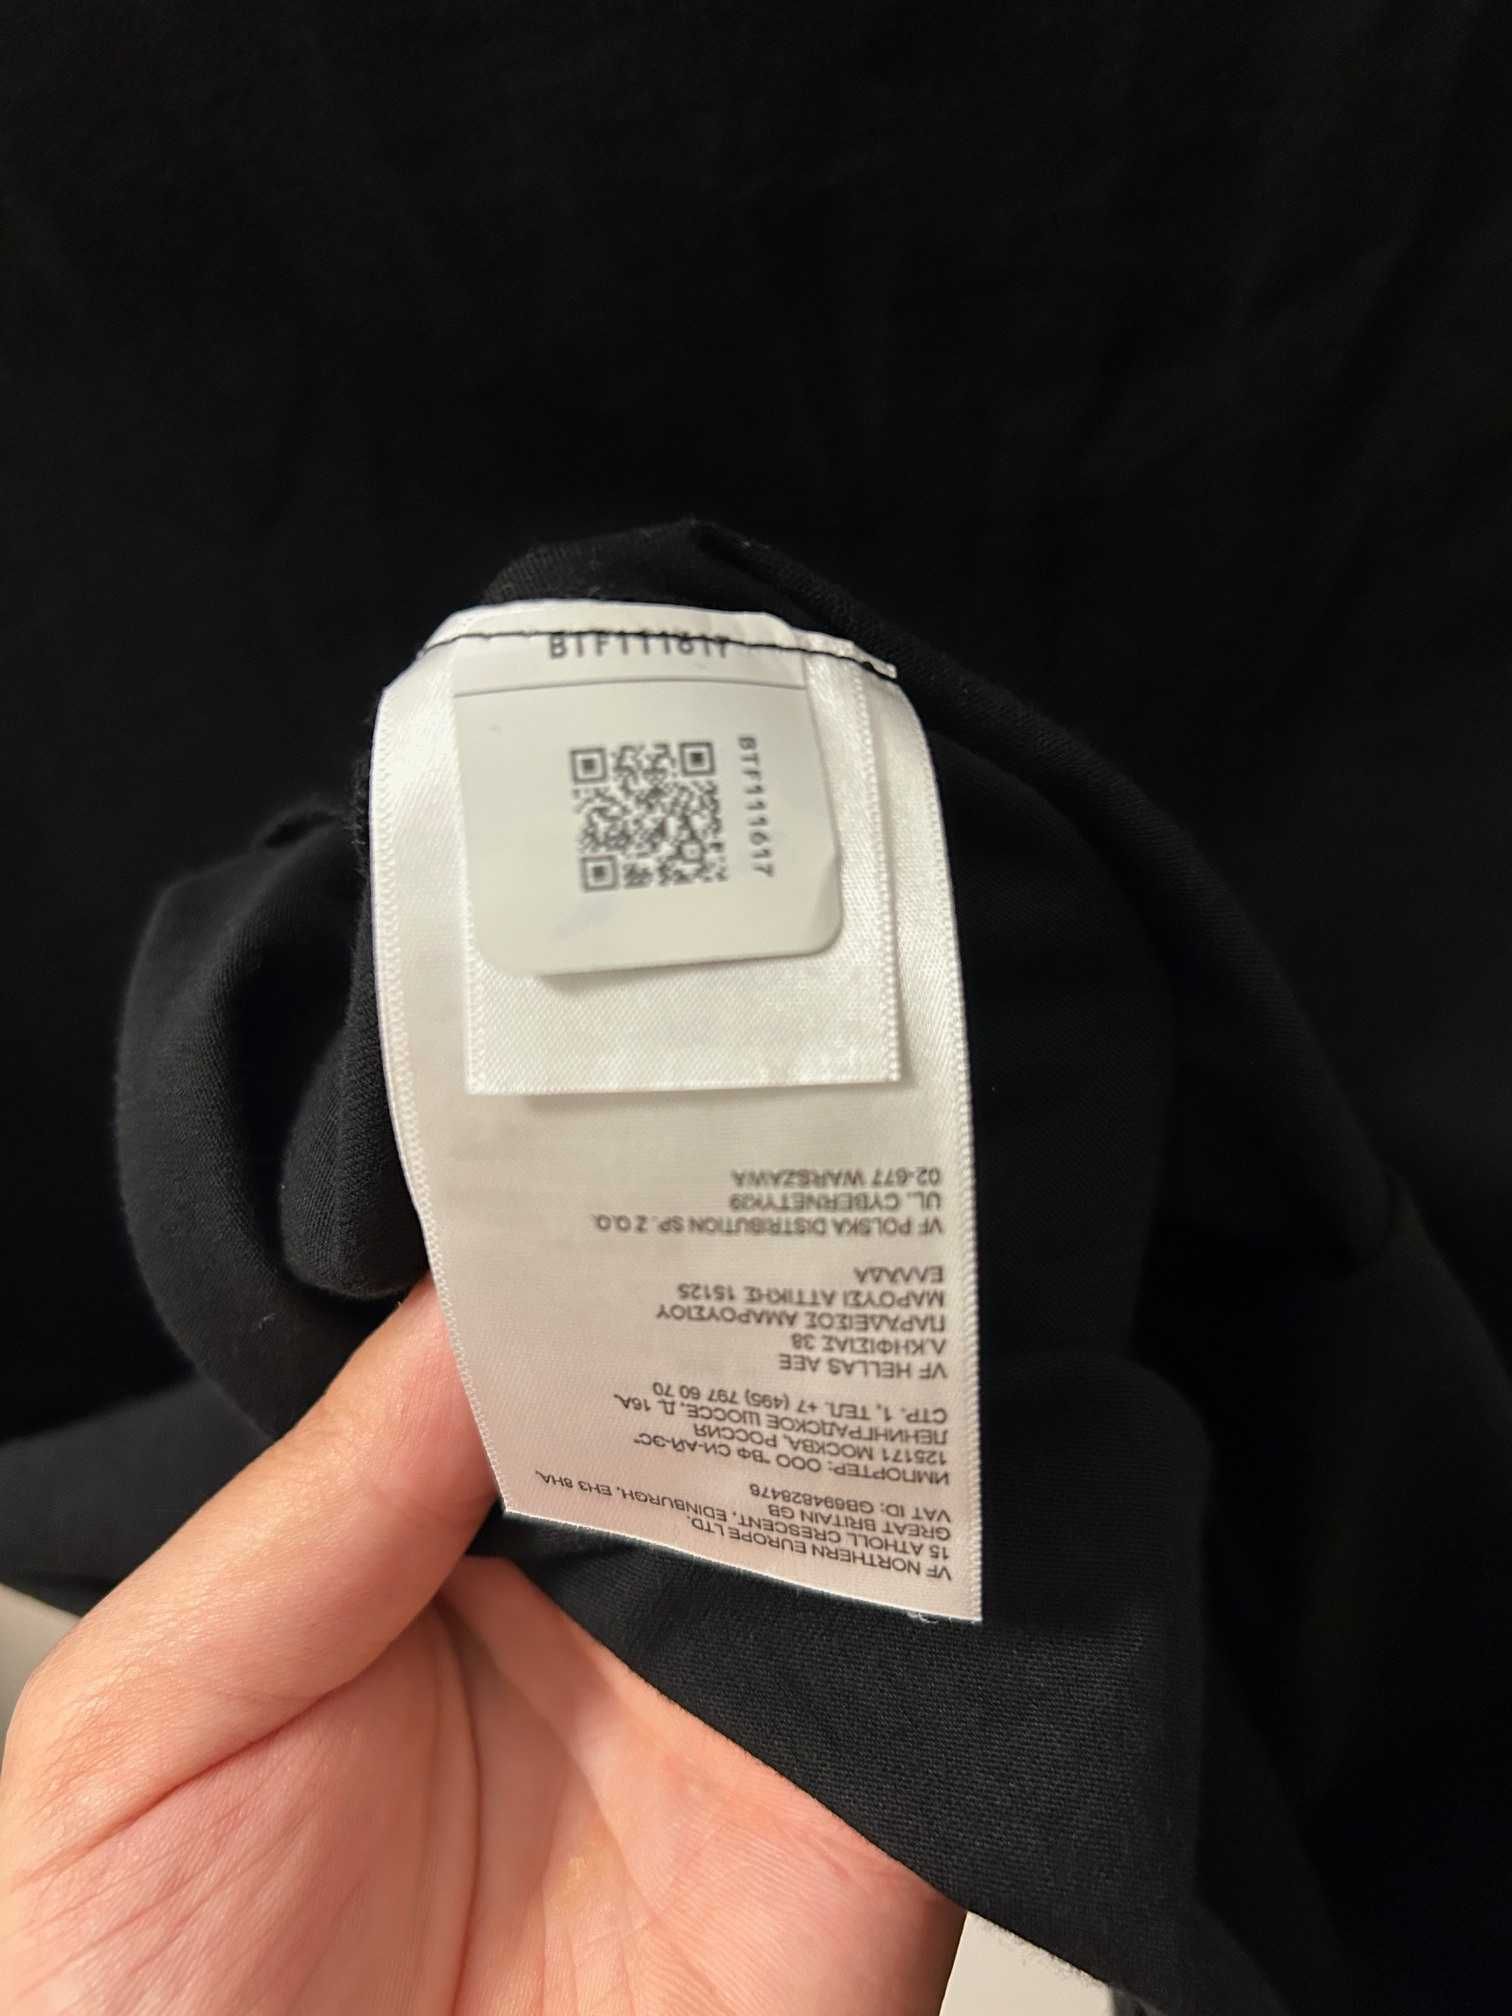 BTF111617
BTF111617
VF NORTHERN EUROPE LTD.
15 ATHOLL CRESCENT, EDINBURGH, EH3 8HA,
GREAT BRITAIN GB
VAT ID: GB694828476
ИМПОРТЕР: ООО "ВФ СИ-АЙ-ЭС"
125171 МОСКВА, РОССИЯ
ЛЕНИНГРАДСКОЕ ШОССЕ, Д. 16А,
СТР. 1, ТЕЛ. +7 (495) 797 60 70
VF HELLAS AEE
Λ.ΚΗΦΙΣΙΑΣ 38
ΠΑΡΑΔΕΙΣΟΣ ΑΜΑΡΟΥΣΙΟΥ
ΜΑΡΟΥΣΙ ΑΤΤΙΚΗΣ 15125
ΕΛΛΑΔΑ
VF POLSKA DISTRIBUTION SP. Z O.O.
UL. CYBERNETYKI9
02-677 WARSZAWA